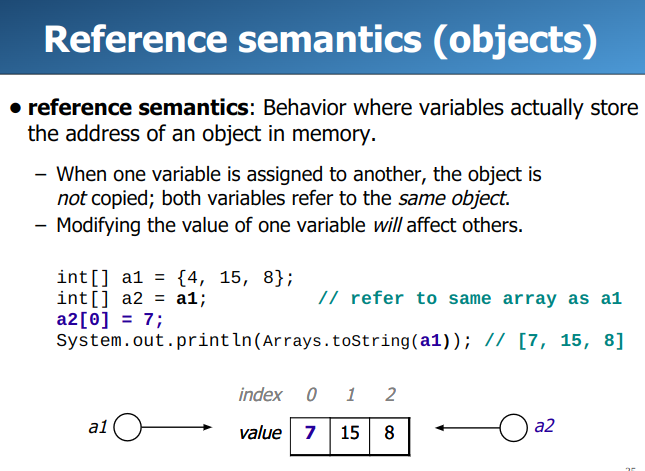 Reference semantics (objects)
● reference semantics: Behavior where variables actually store
the address of an object in memory.
– When one variable is assigned to another, the object is
not copied; both variables refer to the same object.
– Modifying the value of one variable will affect others.
int[] a1 = {4, 15, 8};
int[] a2 = a1; // refer to same array as a1
a2[0] = 7;
System.out.println(Arrays.toString(a1)); // [7, 15, 8]
index 0 1 2
a1 value 7 15 8 a2